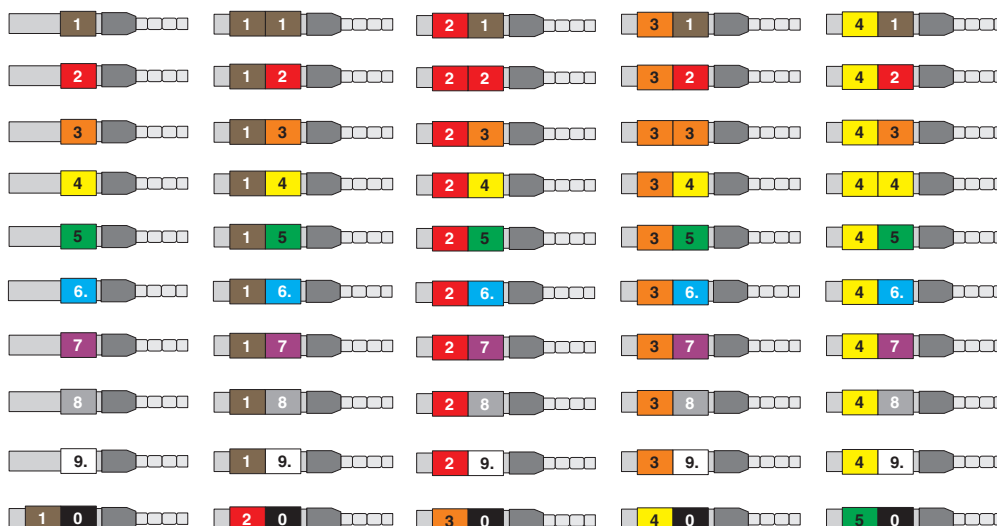 1 1 1 2 1 3 1 4 1
2 1 2 2 2 3 2 4 2
3 1 3 2 3 3 3 4 3
4 1 4 2 4 3 4 4 4
5 1 5 2 5 3 5 4 5
6. 1 6. 2 6. 3 6. 4 6.
7 1 7 2 7 3 7 4 7
8 1 8 2 8 3 8 4 8
9. 1 9. 2 9. 3 9. 4 9.
1 0 2 0 3 0 4 0 5 0